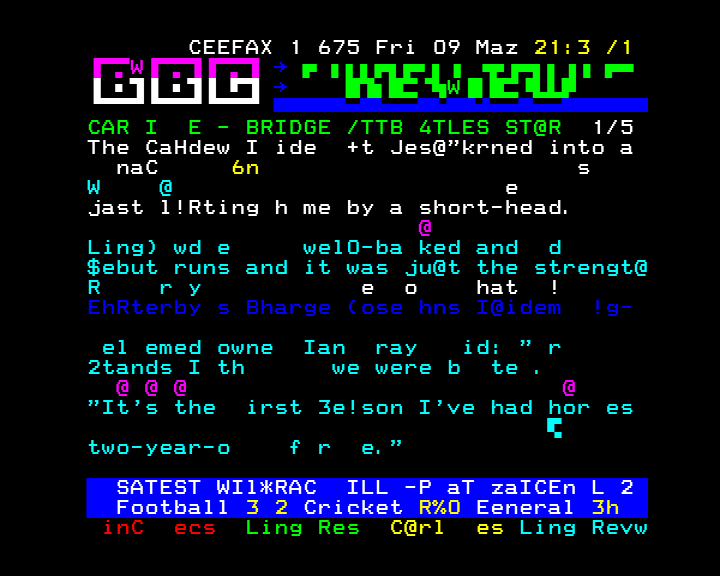 CEEFAX 1 675 Fri 09 Maz 21:3 /1
BBC W
W
CAR I  E - BRIDGE /TTB 4TLES ST@R  1/5
The CaHdew I ide  +t Jes@”krned into a
naC     6n                      s
W    @                       e
jast l!Rting h me by a short-head.
@
Ling) wd e     welO-ba ked and  d
$ebut runs and it was ju@t the strengt@
R    r y           e  o    hat  !
EhRterby s Bharge (ose hns I@idem  !g-
el emed owne  Ian  ray   id: ” r
2tands I th      we were b  te .
@ @ @                          @
”It's the  irst 3e!son I've had hor es
two-year-o    f r  e.”
SATEST WIl*RAC  ILL -P aT zaICEn L 2
Football 3 2 Cricket R%O Eeneral 3h
inC  ecs  Ling Res  C@rl  es Ling Revw